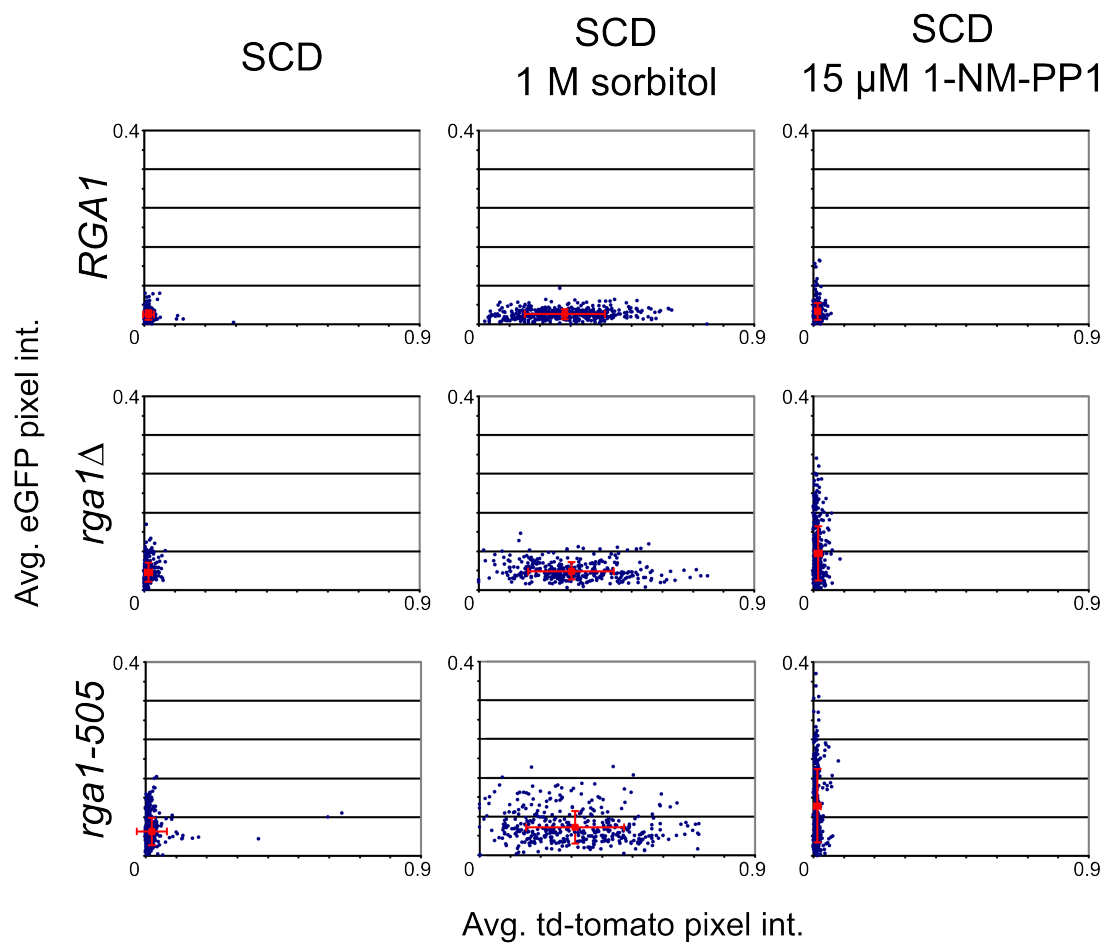 SCD
SCD
1 M sorbitol
SCD
15 µM 1-NM-PP1
Avg. eGFP pixel int.
RGA1
0.4
0
0.9
0.4
0
0.9
0.4
0
0.9
rga1Δ
0.4
0
0.9
0.4
0
0.9
0.4
0
0.9
rga1-505
0.4
0
0.9
0.4
0
0.9
0.4
0
0.9
Avg. td-tomato pixel int.